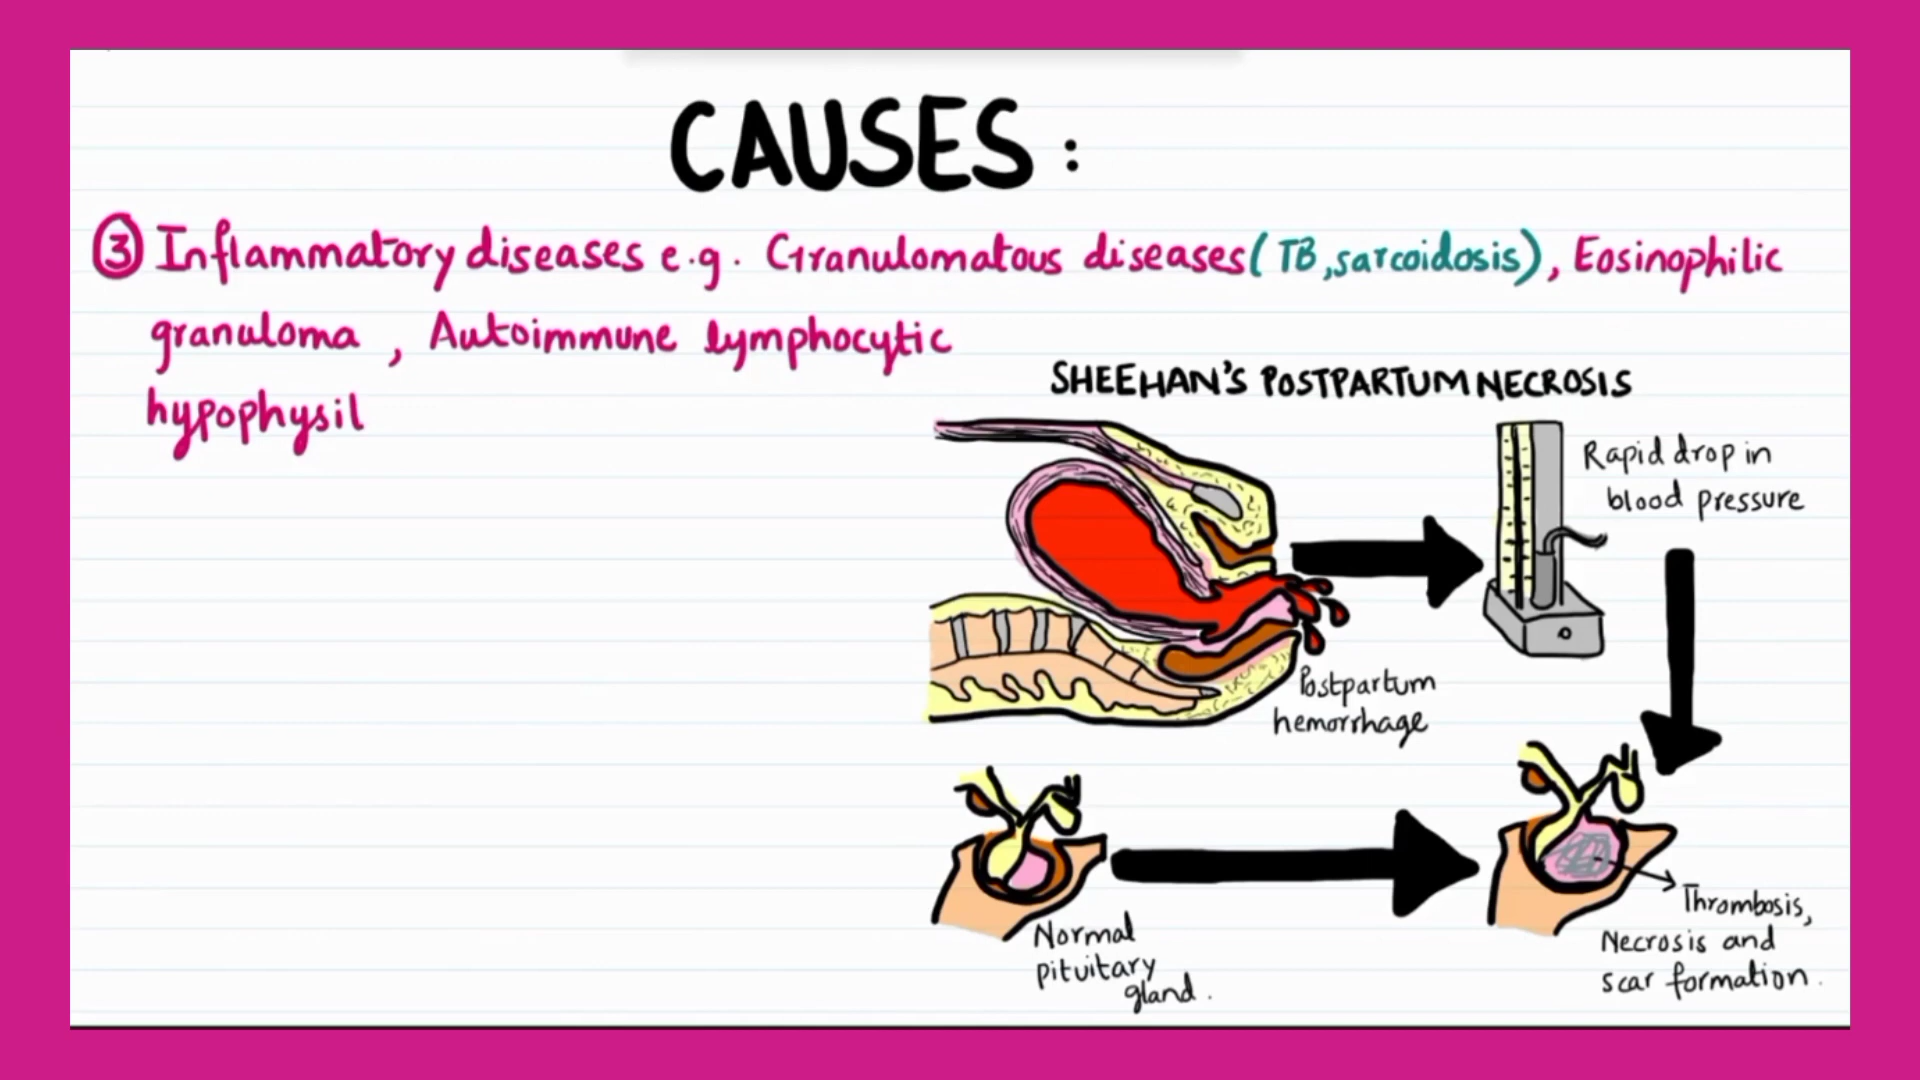 CAUSES :
③ Inflammatory diseases e.g. Granulomatous diseases (TB, sarcoidosis), Eosinophilic
granuloma , Autoimmune lymphocytic
hypophysil
SHEEHAN'S POSTPARTUM NECROSIS
Rapid drop in
blood pressure
Postpartum
hemorrhage
Normal
pituitary
gland .
Thrombosis,
Necrosis and
scar formation.